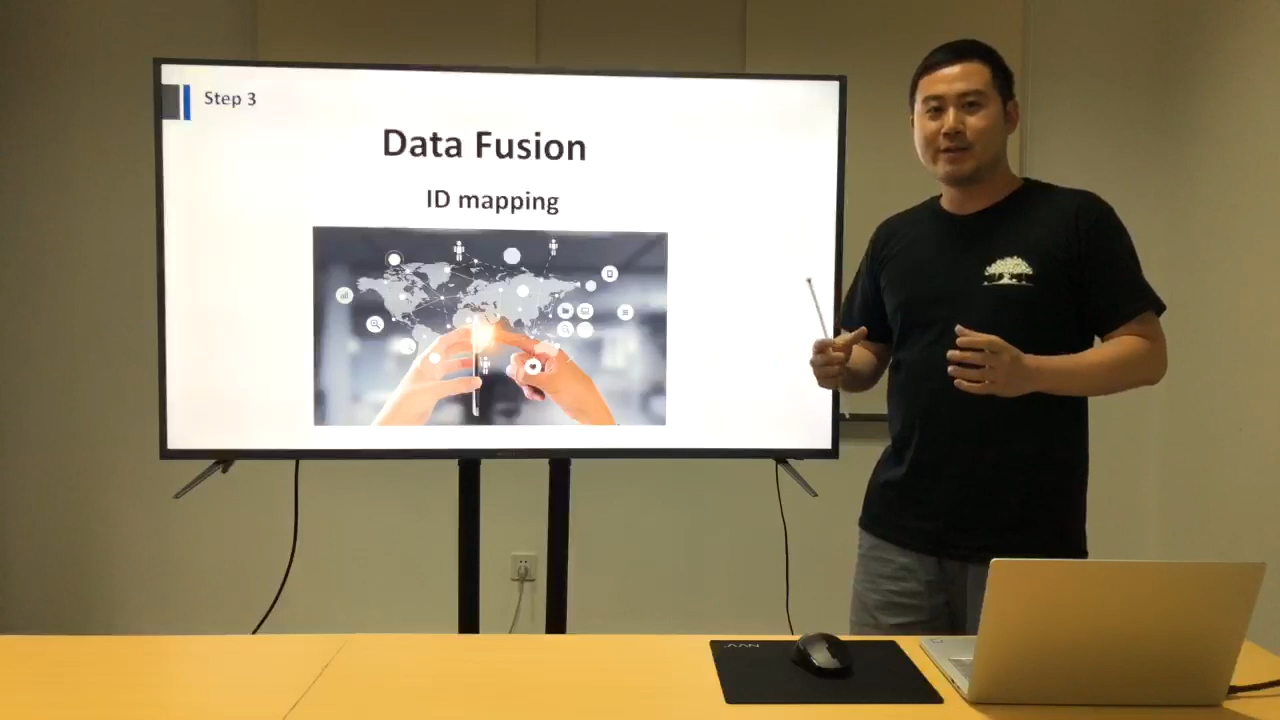 Step 3
Data Fusion
ID mapping